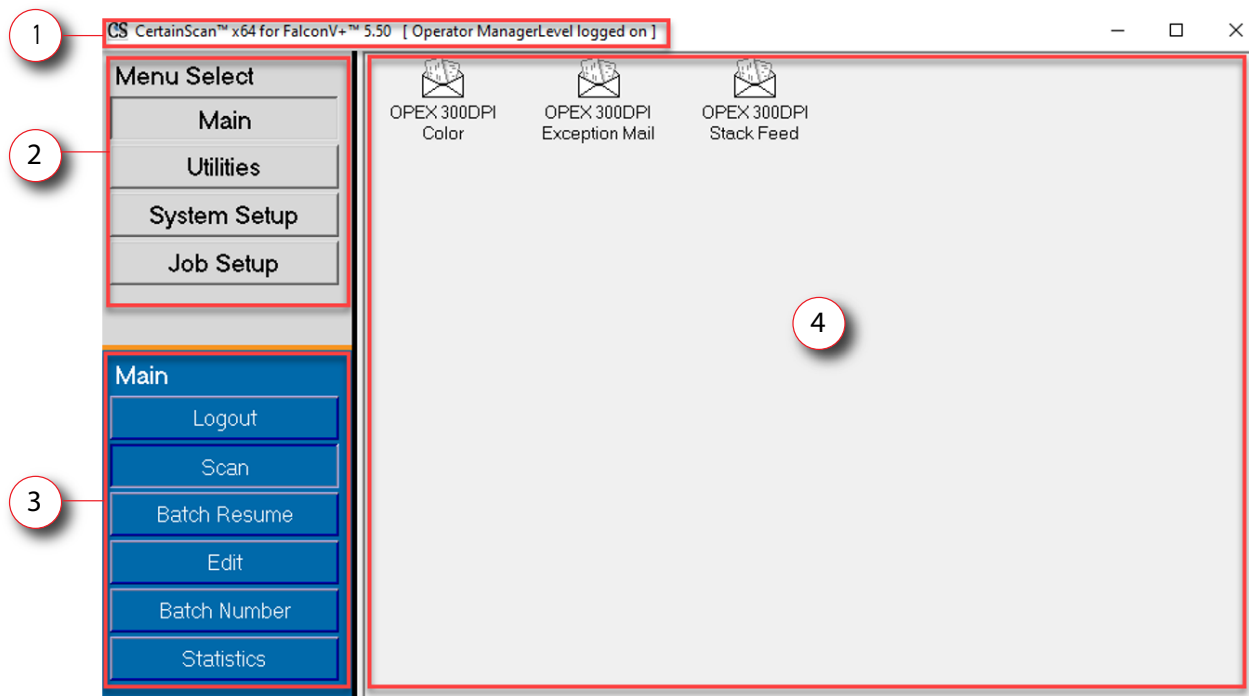 1
CS CertainScan™ x64 for FalconV+™ 5.50 [ Operator ManagerLevel logged on ]
2
Menu Select
Main
Utilities
System Setup
Job Setup
3
Main
Logout
Scan
Batch Resume
Edit
Batch Number
Statistics
OPEX 300DPI
Color
OPEX 300DPI
Exception Mail
OPEX 300DPI
Stack Feed
4